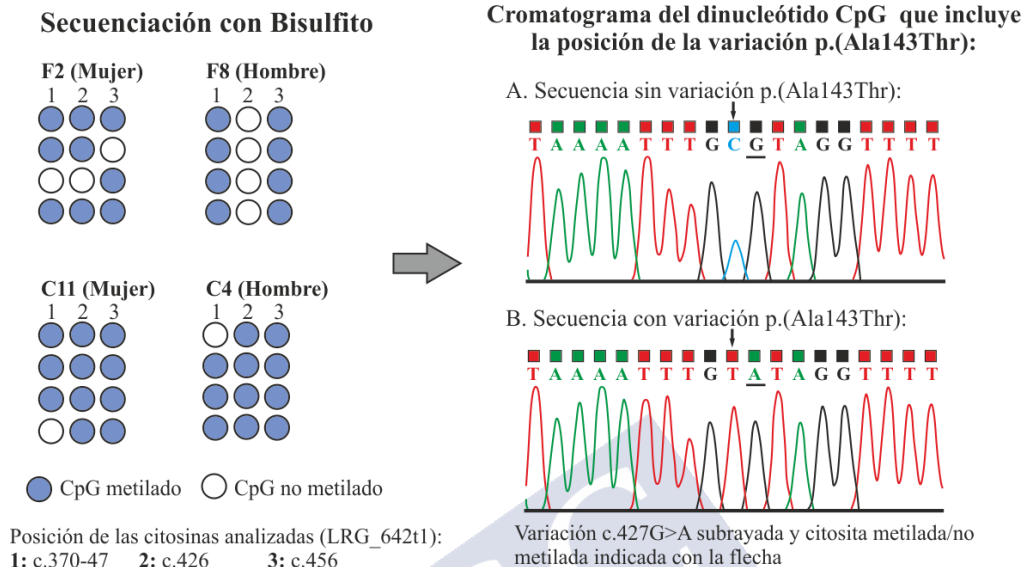 Secuenciación con Bisulfito
F2 (Mujer)
1 2 3
F8 (Hombre)
1 2 3
C11 (Mujer)
1 2 3
C4 (Hombre)
1 2 3
CpG metilado
CpG no metilado
Posición de las citosinas analizadas (LRG_642t1):
1: c.370-47 2: c.426 3: c.456
Cromatograma del dinucleótido CpG que incluye
la posición de la variación p.(Ala143Thr):
A. Secuencia sin variación p.(Ala143Thr):
T A A A A T T T G C G T A G G T T T T
B. Secuencia con variación p.(Ala143Thr):
T A A A A T T T G T A T A G G T T T T
Variación c.427G>A subrayada y citosita metilada/no
metilada indicada con la flecha